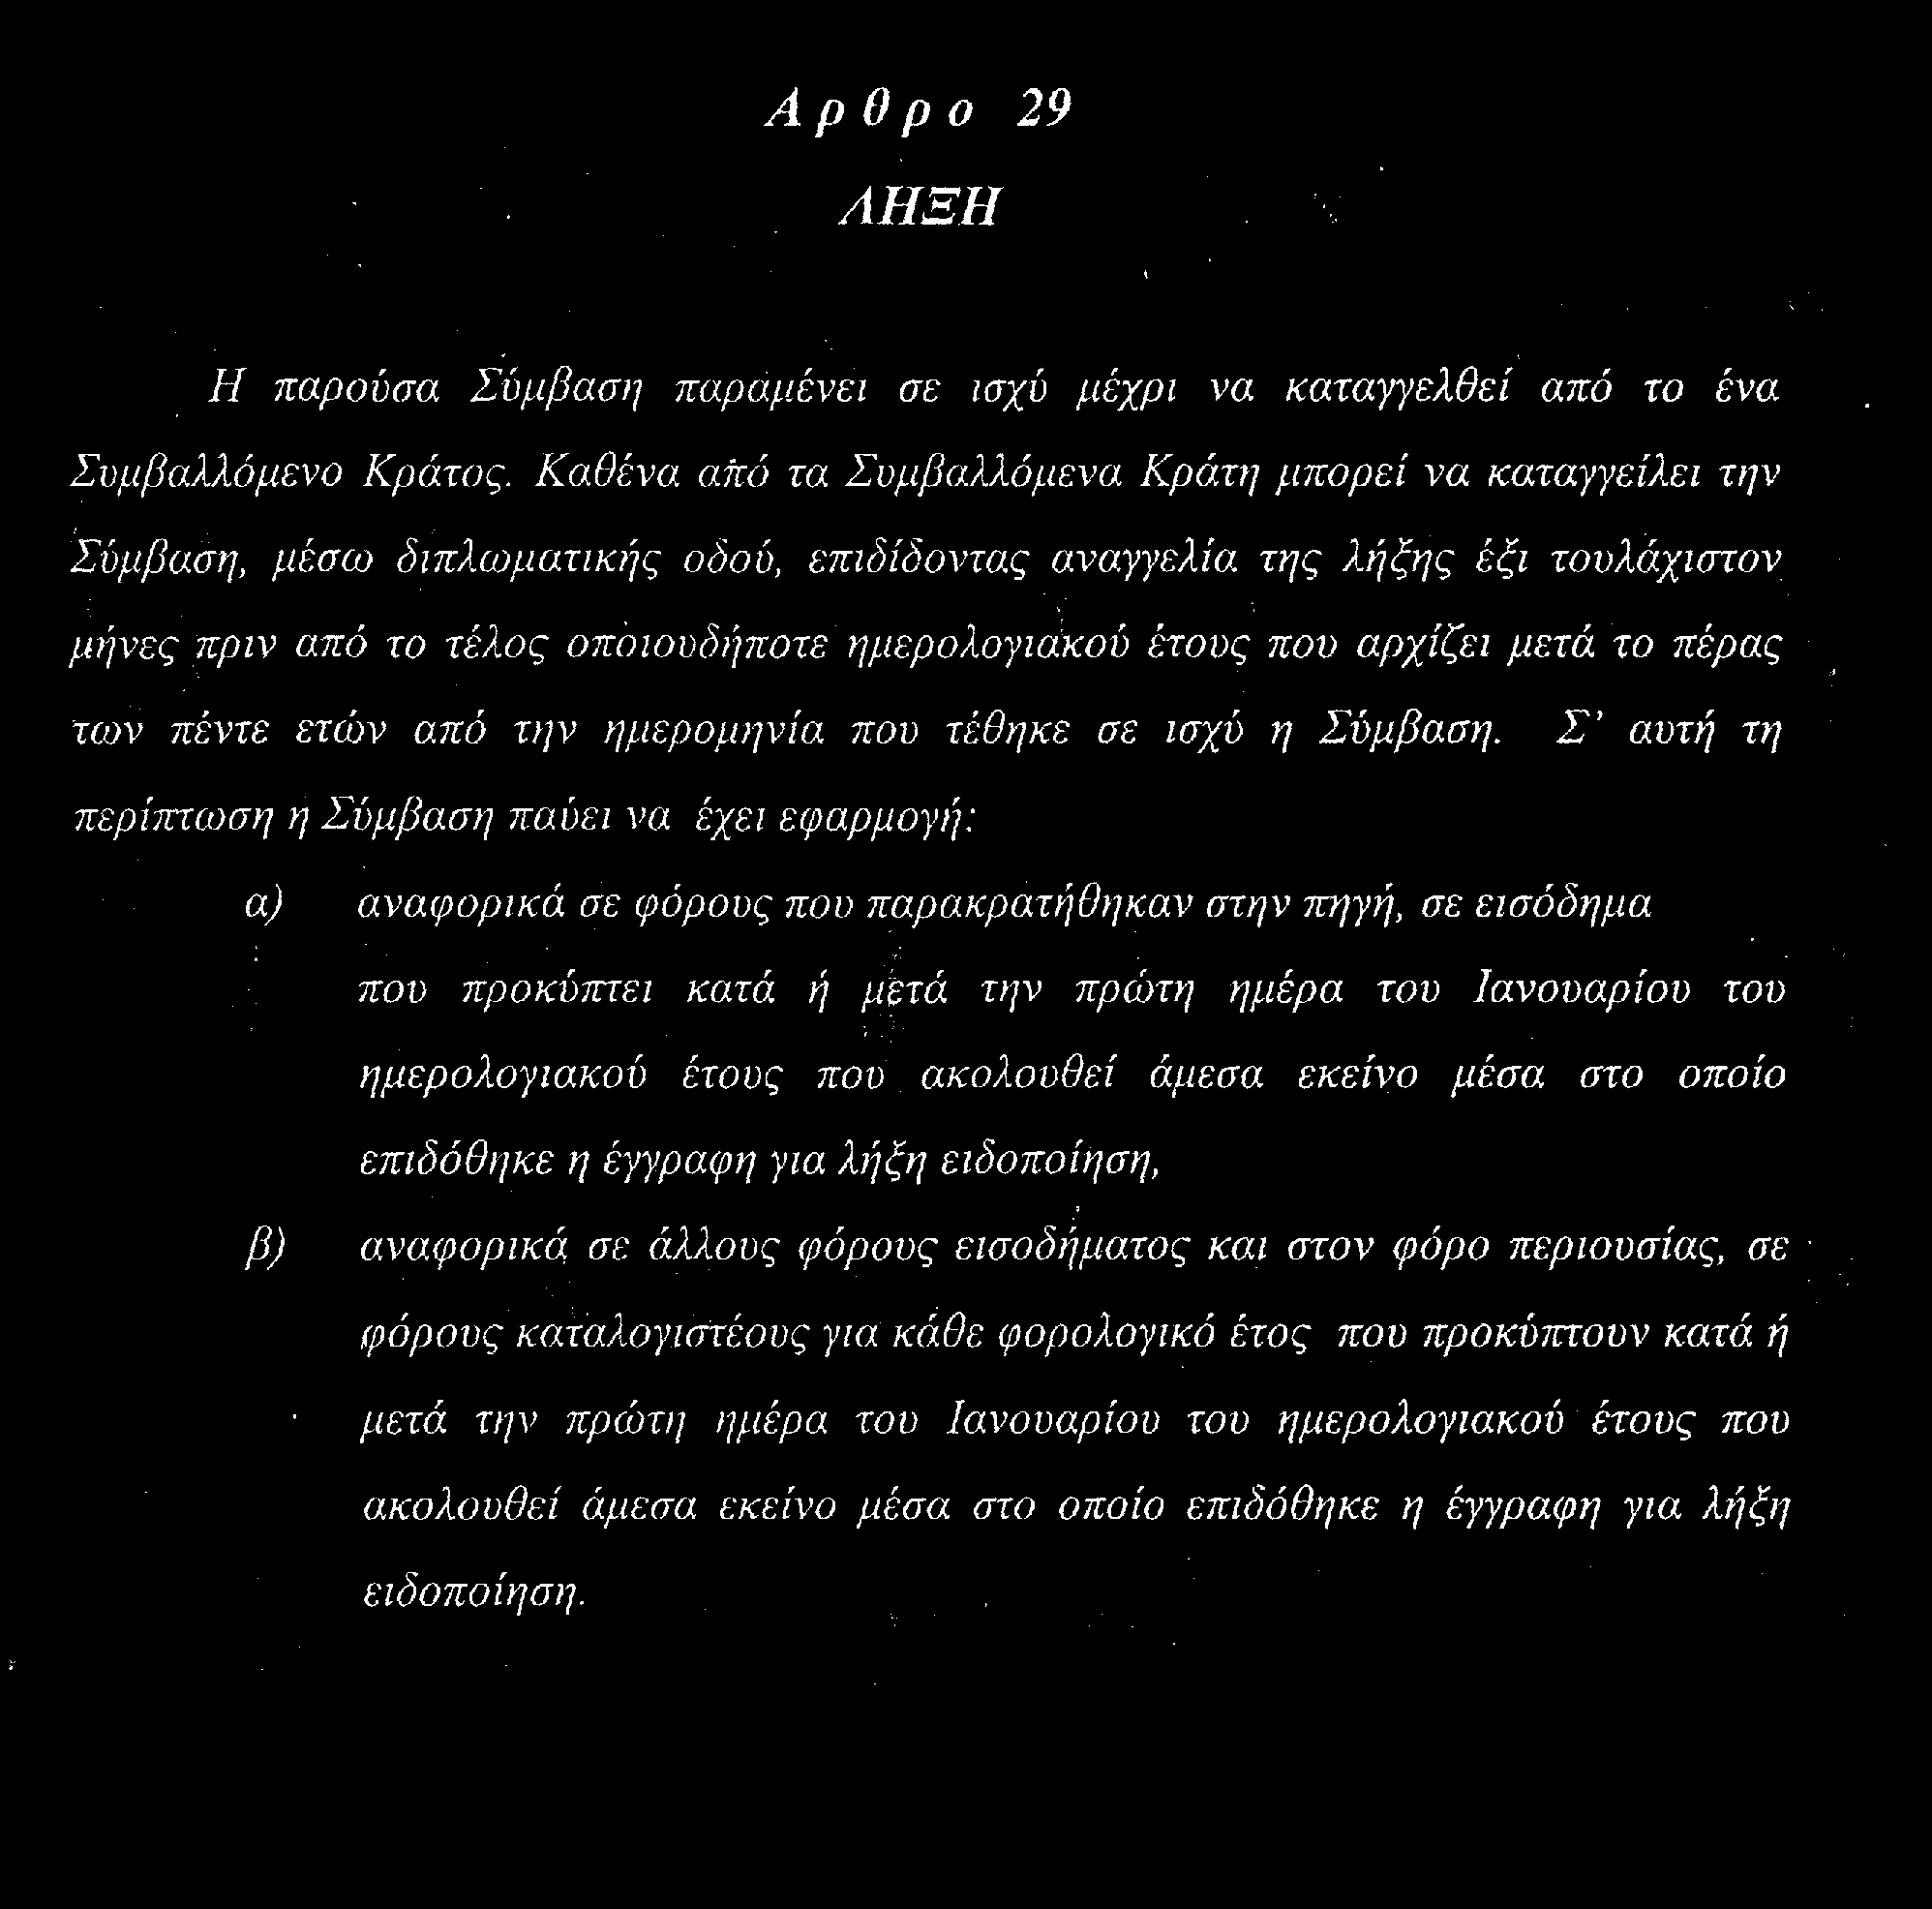 Αρθρο 29
ΛΗΞΗ
Η παρούσα Σύμβαση παραμένει σε ισχύ μέχρι να καταγγελθεί από το ένα
Συμβαλλόμενο Κράτος. Καθένα από τα Συμβαλλόμενα Κράτη μπορεί να καταγγείλει την
Σύμβαση, μέσω διπλωματικής οδού, επιδίδοντας αναγγελία της λήξης έξι τουλάχιστον
μήνες πριν από το τέλος οποιουδήποτε ημερολογιακού έτους που αρχίζει μετά το πέρας
των πέντε ετών από την ημερομηνία που τέθηκε σε ισχύ η Σύμβαση. Σ’ αυτή τη
περίπτωση η Σύμβαση παύει να έχει εφαρμογή:
α) αναφορικά σε φόρους που παρακρατήθηκαν στην πηγή, σε εισόδημα
που προκύπτει κατά ή μετά την πρώτη ημέρα του Ιανουαρίου του
ημερολογιακού έτους που ακολουθεί άμεσα εκείνο μέσα στο οποίο
επιδόθηκε η έγγραφη για λήξη ειδοποίηση,
β) αναφορικά σε άλλους φόρους εισοδήματος και στον φόρο περιουσίας, σε
φόρους καταλογιστέους για κάθε φορολογικό έτος που προκύπτουν κατά ή
μετά την πρώτη ημέρα του Ιανουαρίου του ημερολογιακού έτους που
ακολουθεί άμεσα εκείνο μέσα στο οποίο επιδόθηκε η έγγραφη για λήξη
ειδοποίηση.